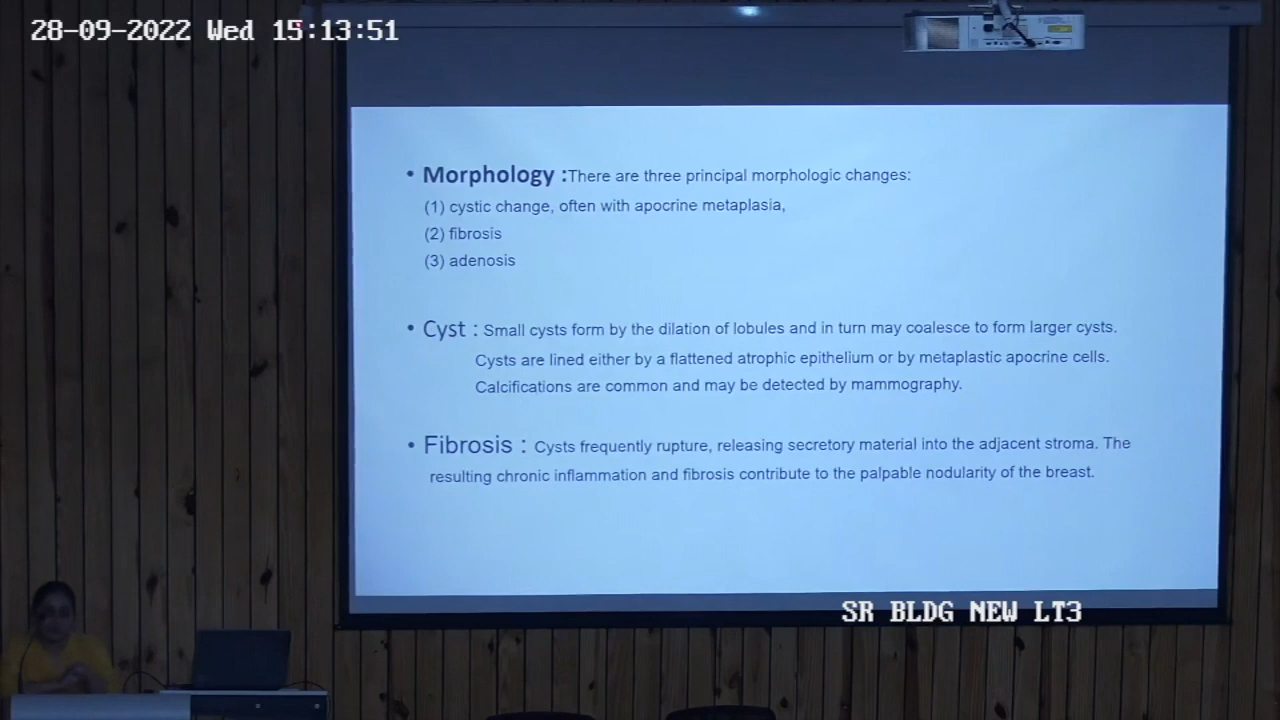 28-09-2022 Wed 15:13:51
• Morphology :There are three principal morphologic changes:
(1) cystic change, often with apocrine metaplasia,
(2) fibrosis
(3) adenosis
• Cyst : Small cysts form by the dilation of lobules and in turn may coalesce to form larger cysts.
Cysts are lined either by a flattened atrophic epithelium or by metaplastic apocrine cells.
Calcifications are common and may be detected by mammography.
• Fibrosis : Cysts frequently rupture, releasing secretory material into the adjacent stroma. The
resulting chronic inflammation and fibrosis contribute to the palpable nodularity of the breast.
SR BLDG NEW LT3